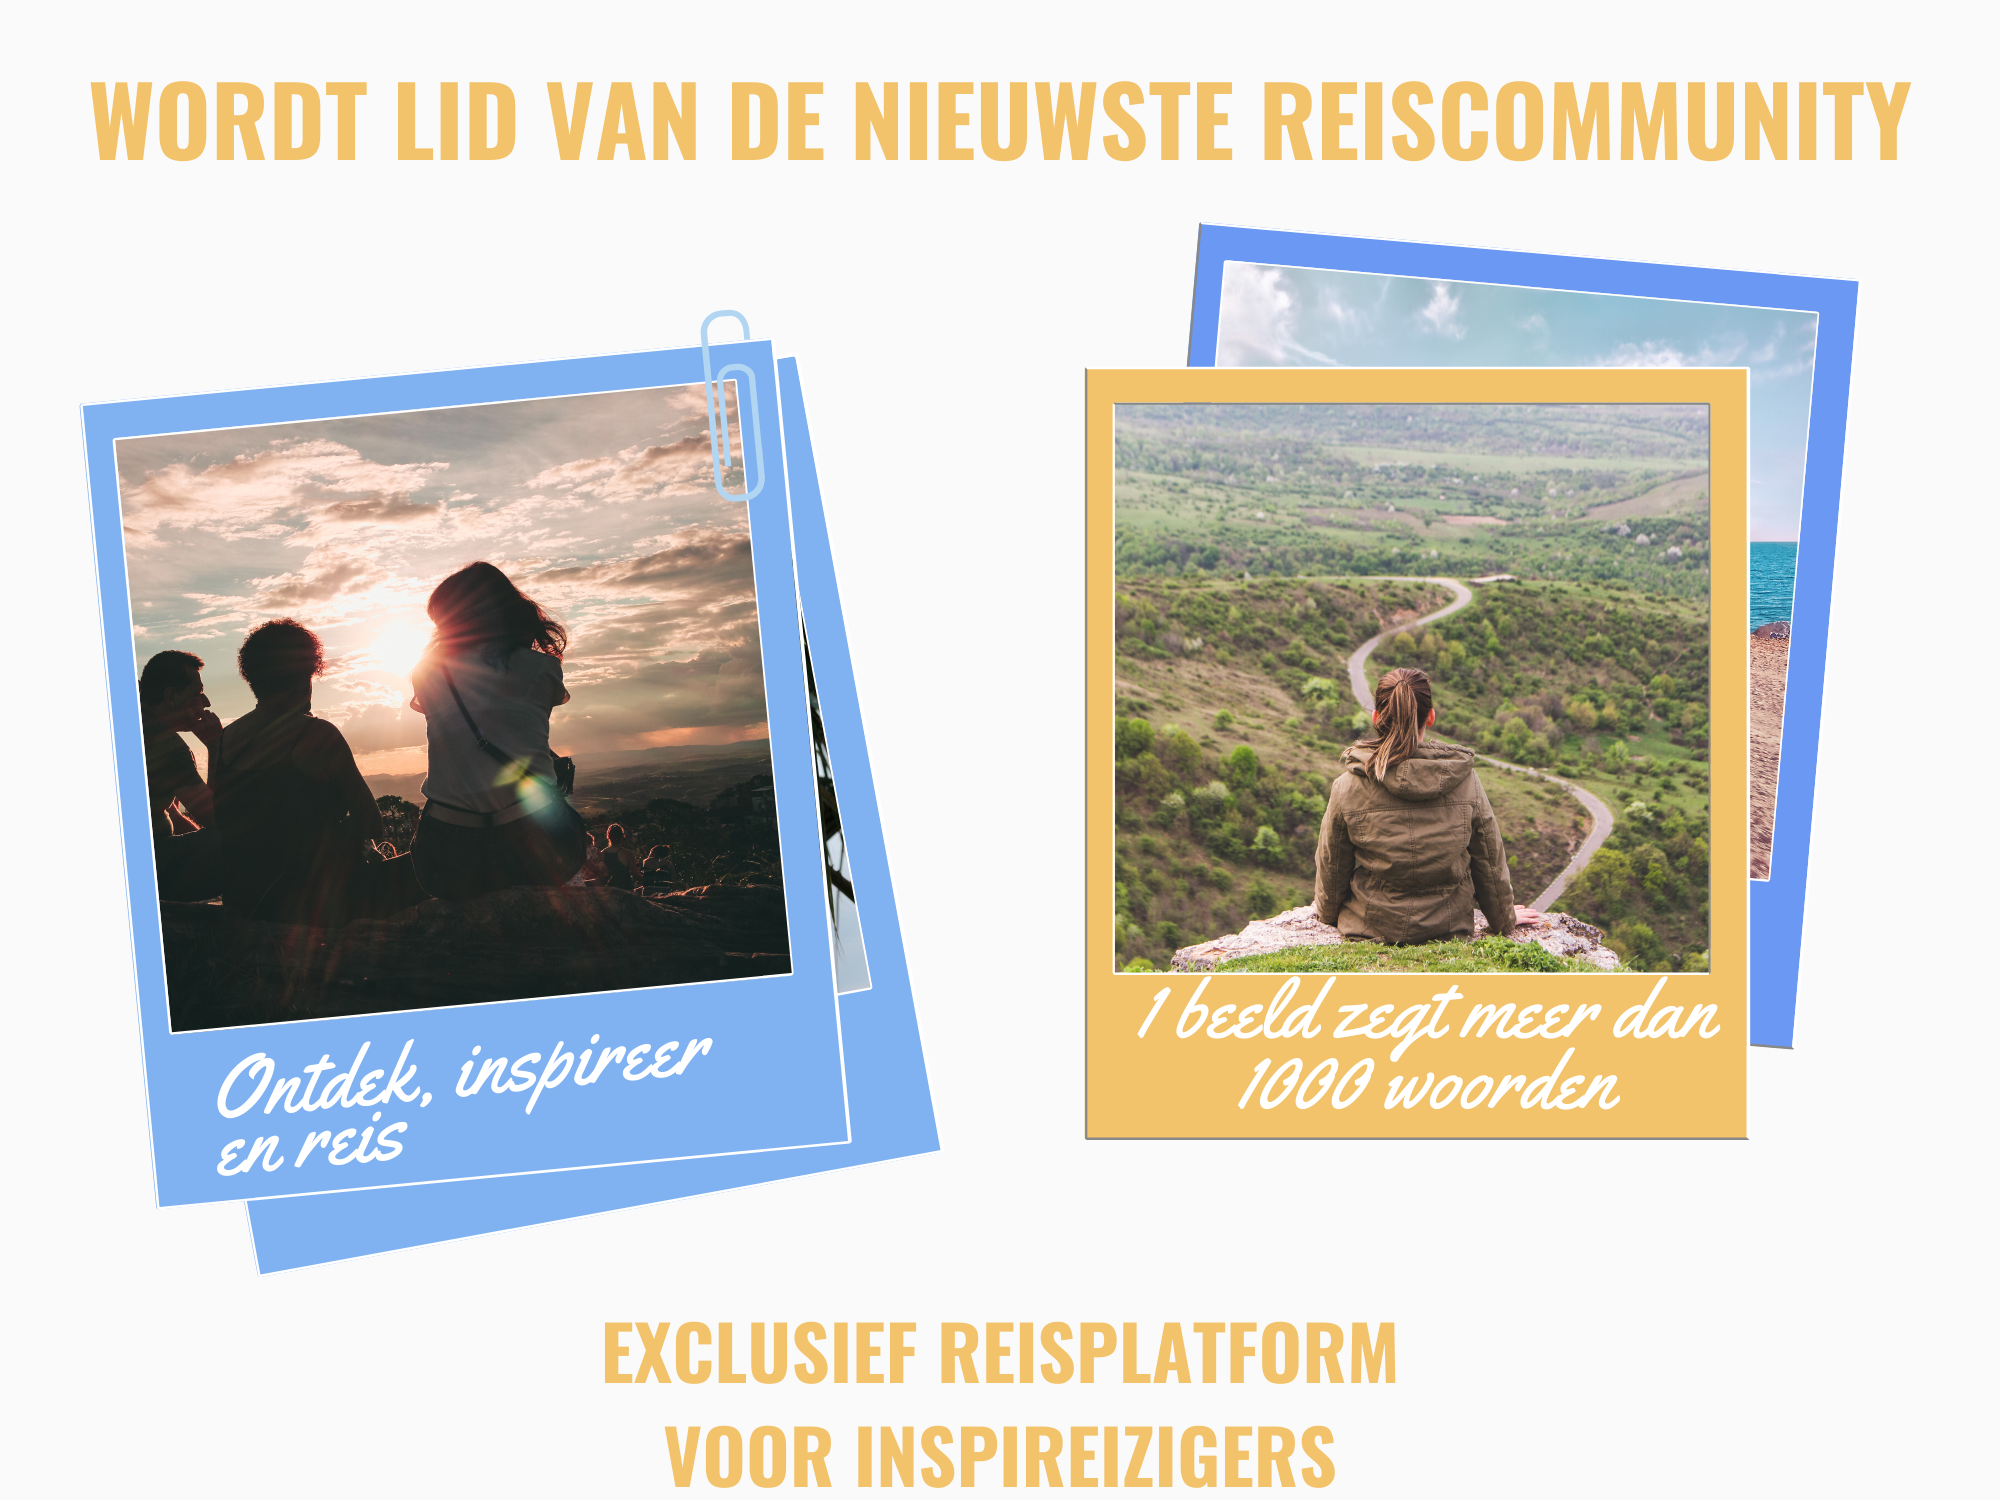 WORDT LID VAN DE NIEUWSTE REISCOMMUNITY
Ontdek, inspireer
en reis
1 beeld zegt meer dan
1000 woorden
EXCLUSIEF REISPLATFORM
VOOR INSPIREIZIGERS